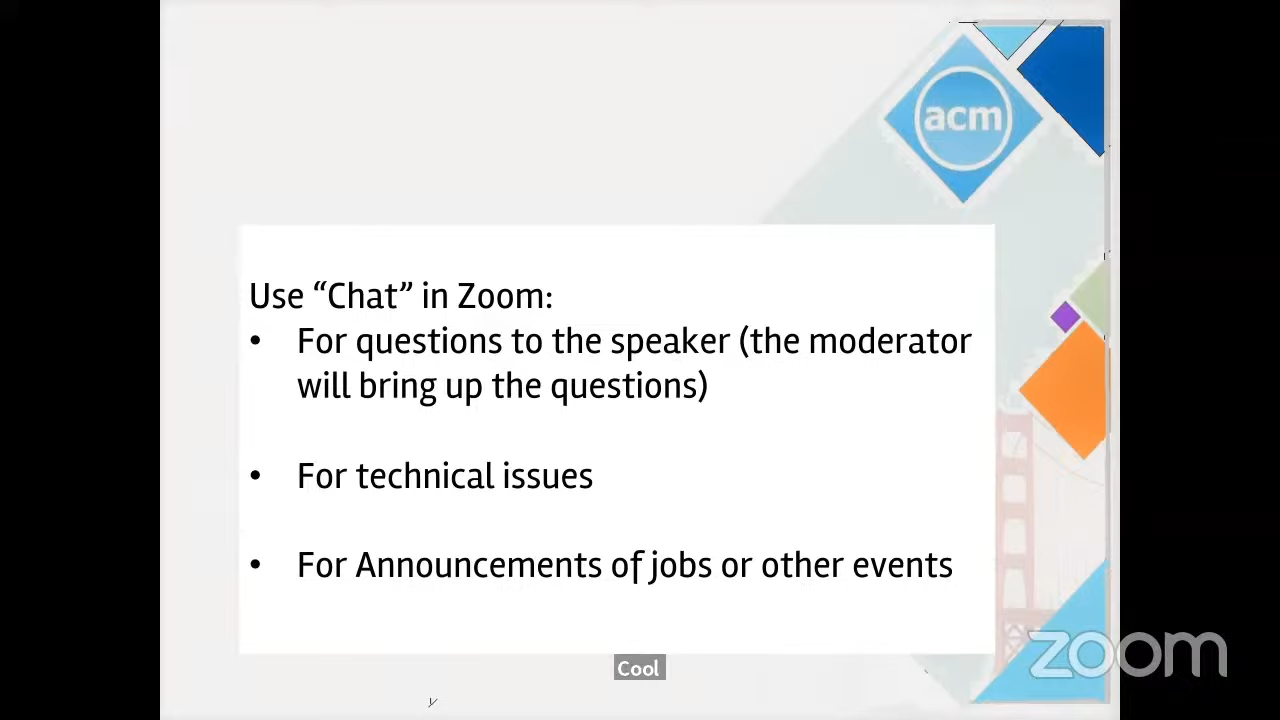 acm
Use “Chat” in Zoom:
• For questions to the speaker (the moderator
will bring up the questions)
• For technical issues
• For Announcements of jobs or other events
Cool
zoom